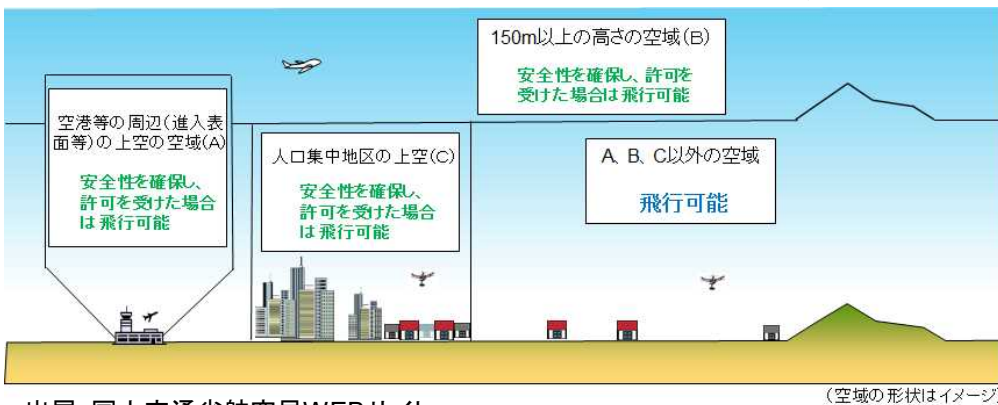 150m以上の高さの空域(B)
安全性を確保し、許可を
受けた場合は飛行可能
空港等の周辺(進入表
面等)の上空の空域(A)
安全性を確保し、
許可を受けた場合
は飛行可能
人口集中地区の上空(C)
安全性を確保し、
許可を受けた場合
は飛行可能
A、B、C以外の空域
飛行可能
(空域の形状はイメージ)